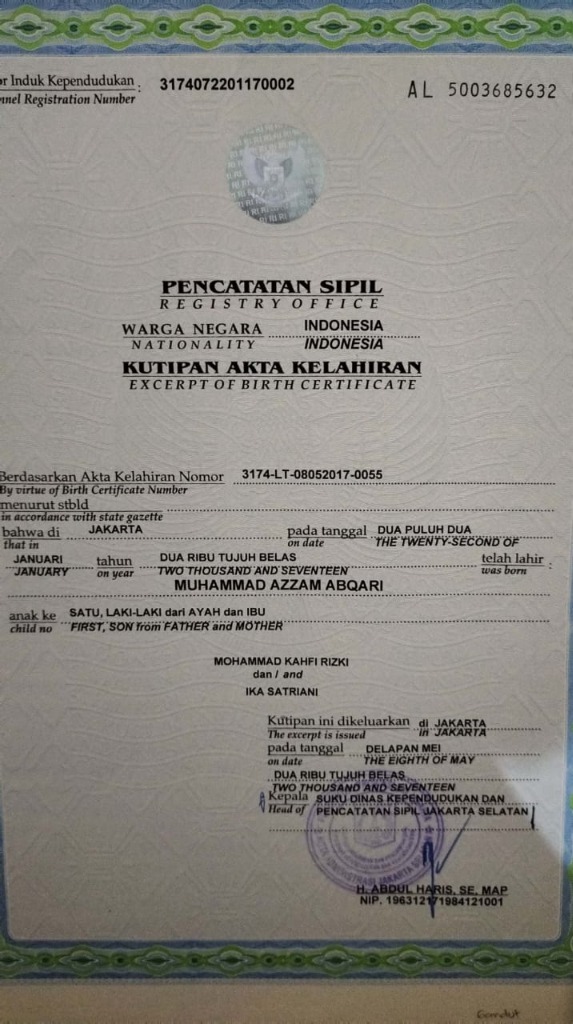 or Induk Kependudukan : 3174072201170002
nnel Registration Number
AL 5003685632
PENCATATAN SIPIL
REGISTRY OFFICE
WARGA NEGARA INDONESIA
NATIONALITY INDONESIA
KUTIPAN AKTA KELAHIRAN
EXCERPT OF BIRTH CERTIFICATE
Berdasarkan Akta Kelahiran Nomor 3174-LT-08052017-0055
By virtue of Birth Certificate Number
menurut stbld
in accordance with state gazette
bahwa di JAKARTA pada tanggal DUA PULUH DUA
that in on date THE TWENTY-SECOND OF
JANUARI tahun DUA RIBU TUJUH BELAS telah lahir :
JANUARY on year TWO THOUSAND AND SEVENTEEN was born
MUHAMMAD AZZAM ABQARI
anak ke SATU, LAKI-LAKI dari AYAH dan IBU
child no FIRST, SON from FATHER and MOTHER
MOHAMMAD KAHFI RIZKI
dan / and
IKA SATRIANI
Kutipan ini dikeluarkan di JAKARTA
The excerpt is issued in JAKARTA
pada tanggal DELAPAN MEI
on date THE EIGHTH OF MAY
DUA RIBU TUJUH BELAS
TWO THOUSAND AND SEVENTEEN
Kepala SUKU DINAS KEPENDUDUKAN DAN
Head of PENCATATAN SIPIL JAKARTA SELATAN
H. ABDUL HARIS, SE, MAP
NIP. 196312171984121001